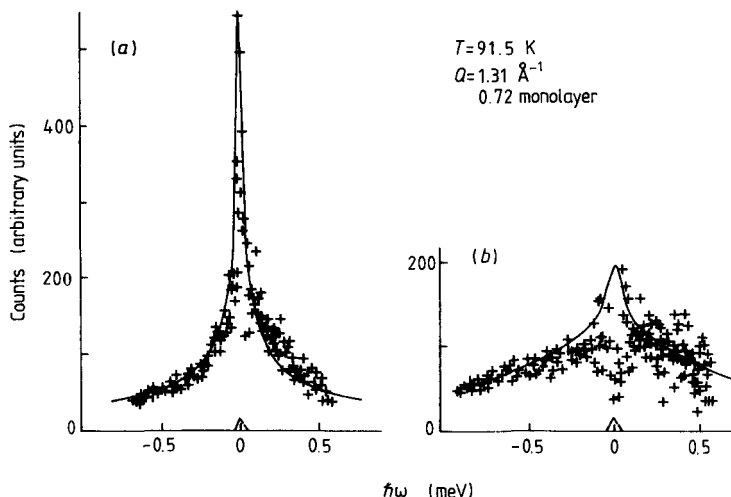 (a)
T=91.5 K
Q=1.31 Å⁻¹
0.72 monolayer
Counts (arbitrary units)
400
200
0
-0.5
0
0.5
(b)
200
0
-0.5
0
0.5
ħω (meV)